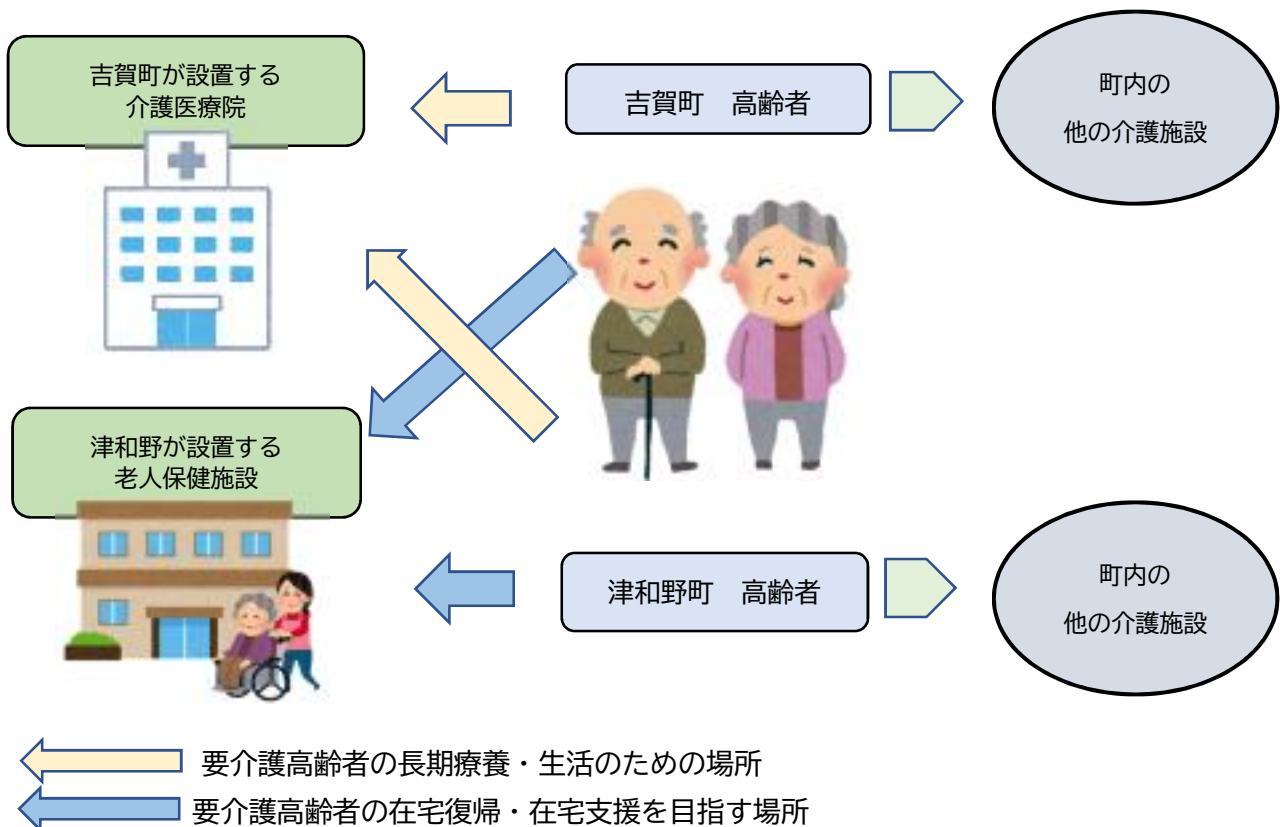 吉賀町が設置する
介護医療院
吉賀町　高齢者
町内の
他の介護施設
津和野が設置する
老人保健施設
津和野町　高齢者
町内の
他の介護施設
要介護高齢者の長期療養・生活のための場所
要介護高齢者の在宅復帰・在宅支援を目指す場所